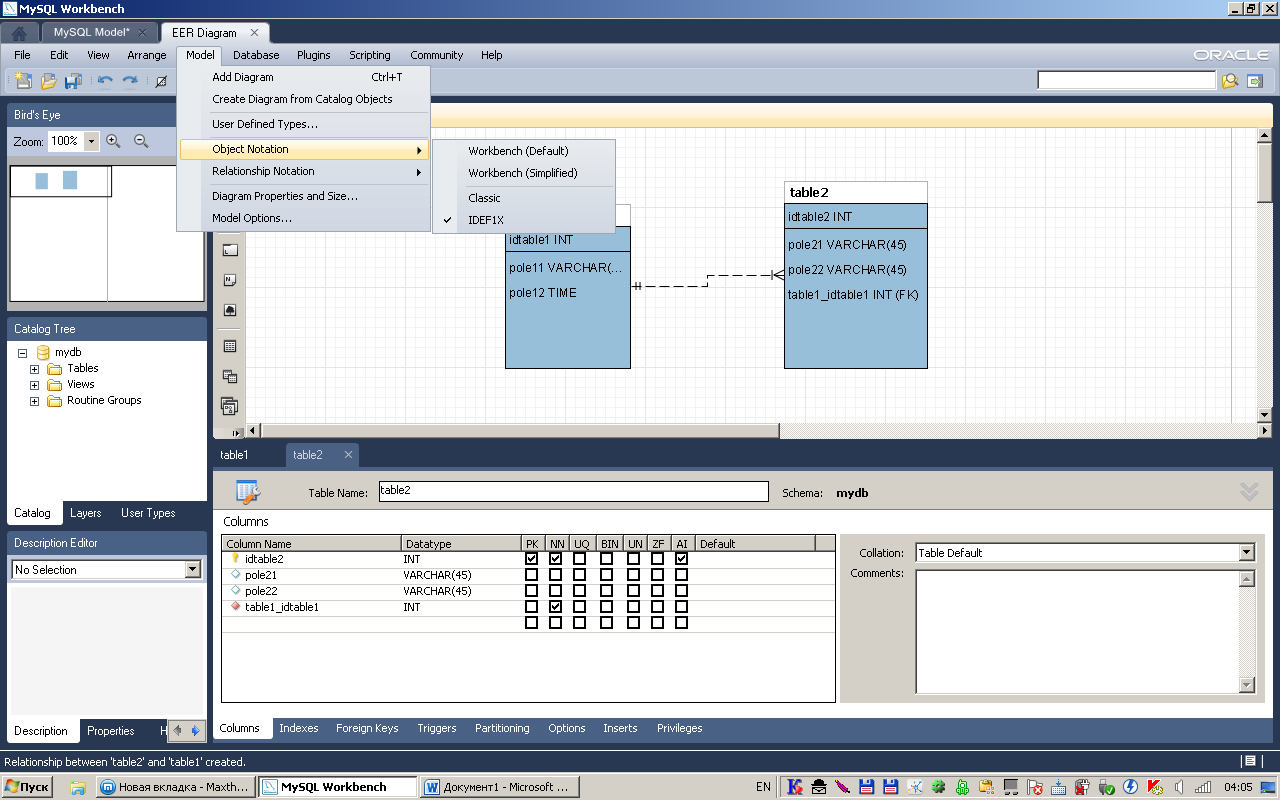 MySQL Workbench
MySQL Model*
EER Diagram
File Edit View Arrange Model Database Plugins Scripting Community Help
ORACLE
Add Diagram Ctrl+T
Create Diagram from Catalog Objects
User Defined Types...
Object Notation
Relationship Notation
Diagram Properties and Size...
Model Options...
Workbench (Default)
Workbench (Simplified)
Classic
IDEF1X
Bird's Eye
Zoom: 100%
idtable1 INT
pole11 VARCHAR(...
pole12 TIME
table2
idtable2 INT
pole21 VARCHAR(45)
pole22 VARCHAR(45)
table1_idtable1 INT (FK)
Catalog Tree
mydb
Tables
Views
Routine Groups
Catalog Layers User Types
Description Editor
No Selection
Description Properties H
table1 table2
Table Name: table2 Schema: mydb
Columns
Column Name Datatype PK NN UQ BIN UN ZF AI Default
idtable2 INT
pole21 VARCHAR(45)
pole22 VARCHAR(45)
table1_idtable1 INT
Collation: Table Default
Comments:
Columns Indexes Foreign Keys Triggers Partitioning Options Inserts Privileges
Relationship between 'table2' and 'table1' created.
Пуск Новая вкладка - Maxth... MySQL Workbench Документ1 - Microsoft ... EN 04:05